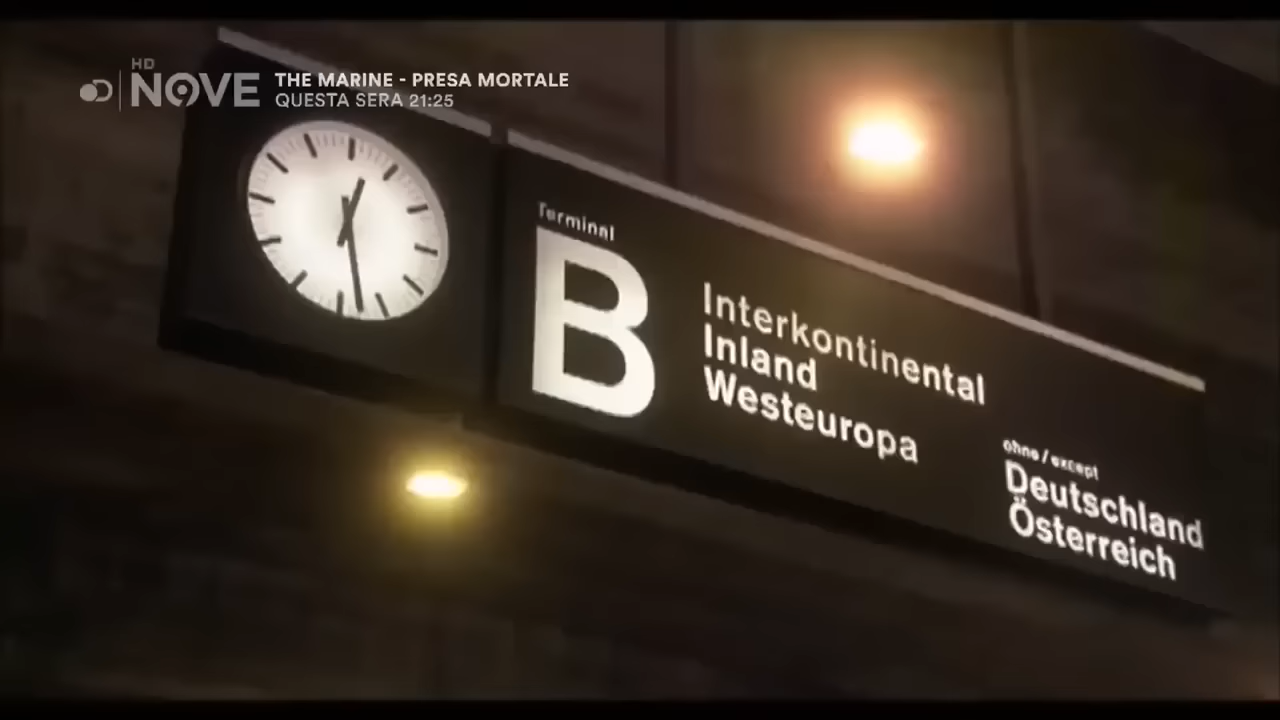 HD
NOVE
THE MARINE - PRESA MORTALE
QUESTA SERA 21:25
Terminal
B
Interkontinental
Inland
Westeuropa
ohne / except
Deutschland
Österreich